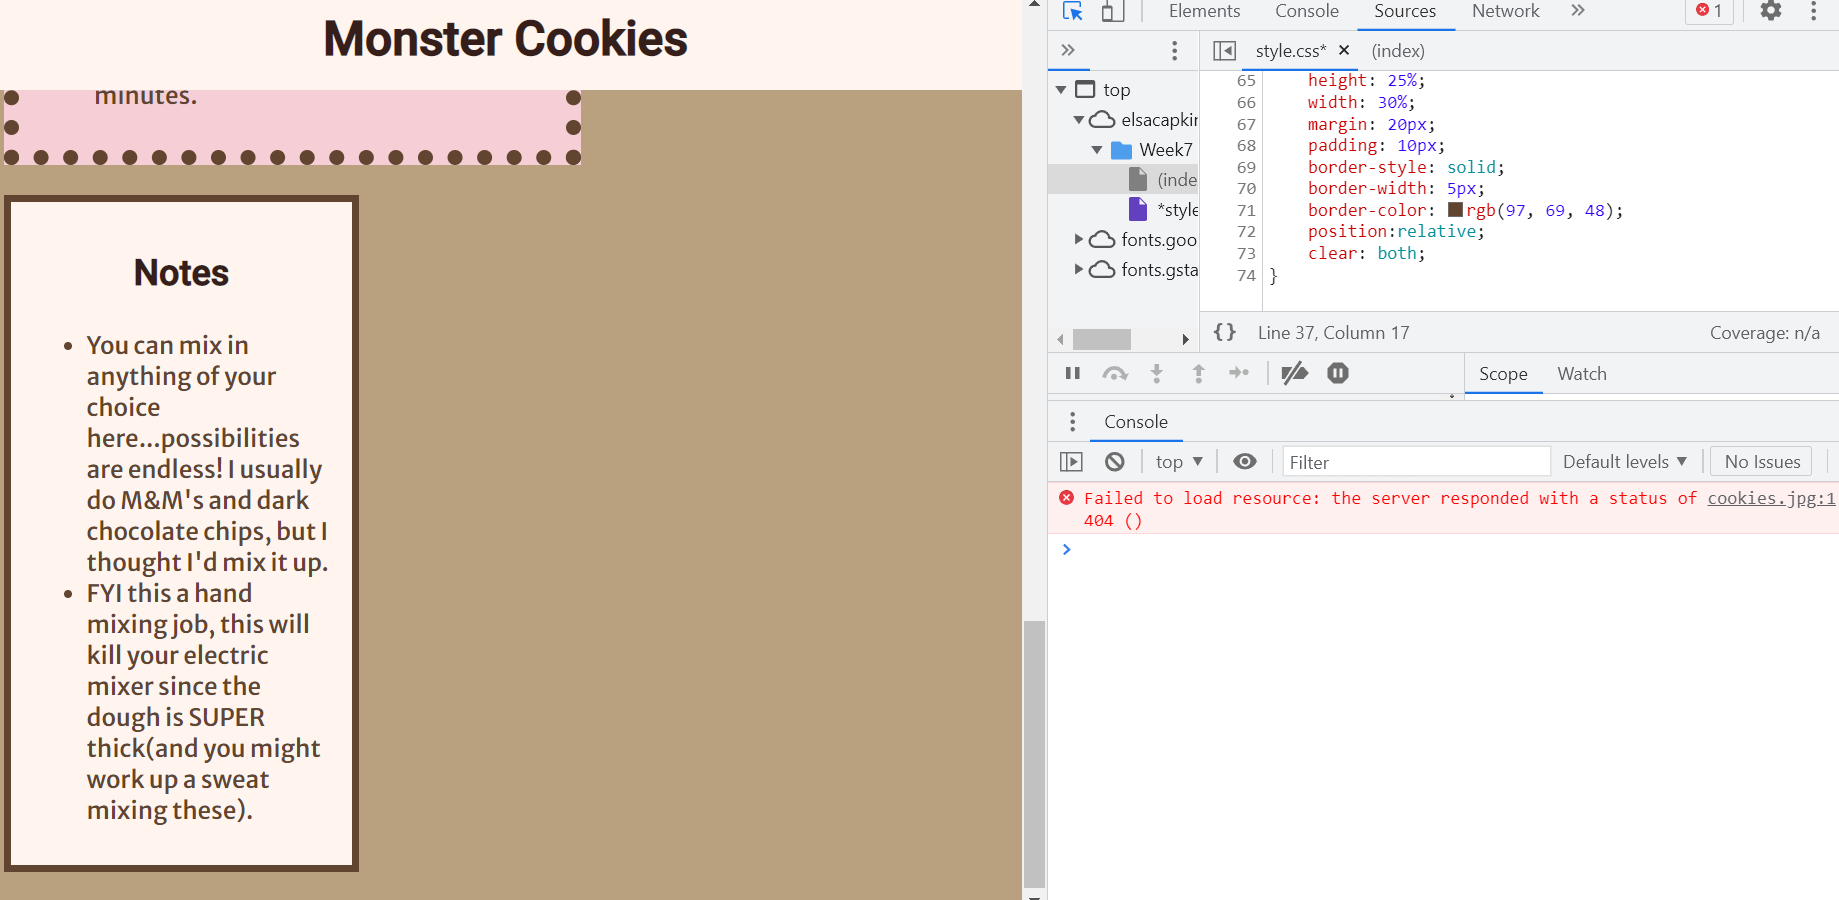 Monster Cookies
minutes.
Notes
• You can mix in
anything of your
choice
here...possibilities
are endless! I usually
do M&M's and dark
chocolate chips, but I
thought I'd mix it up.
• FYI this a hand
mixing job, this will
kill your electric
mixer since the
dough is SUPER
thick(and you might
work up a sweat
mixing these).
Elements Console Sources Network » 1
» style.css* × (index)
top
elsacapkir
Week7
(inde
*style
fonts.goo
fonts.gsta
65 height: 25%;
66 width: 30%;
67 margin: 20px;
68 padding: 10px;
69 border-style: solid;
70 border-width: 5px;
71 border-color: rgb(97, 69, 48);
72 position:relative;
73 clear: both;
74 }
{} Line 37, Column 17 Coverage: n/a
Scope Watch
Console
top ▼ Filter Default levels ▼ No Issues
Failed to load resource: the server responded with a status of cookies.jpg:1
404 ()